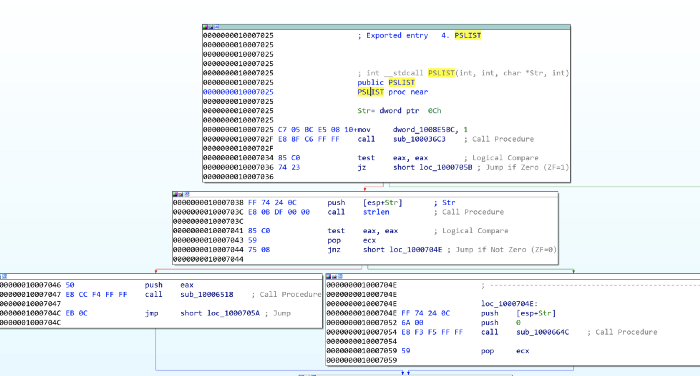 0000000010007025
0000000010007025 ; Exported entry 4. PSLIST
0000000010007025
0000000010007025
0000000010007025
0000000010007025 ; int __stdcall PSLIST(int, int, char *Str, int)
0000000010007025 public PSLIST
0000000010007025 PSLIST proc near
0000000010007025
0000000010007025 Str= dword ptr 0Ch
0000000010007025
0000000010007025 C7 05 BC E5 08 10+mov dword_1008E5BC, 1
000000001000702F E8 8F C6 FF FF call sub_100036C3 ; Call Procedure
000000001000702F
0000000010007034 85 C0 test eax, eax ; Logical Compare
0000000010007036 74 23 jz short loc_1000705B ; Jump if Zero (ZF=1)
0000000010007036
0000000010007038 FF 74 24 0C push [esp+Str] ; Str
000000001000703C E8 0B DF 00 00 call strlen ; Call Procedure
000000001000703C
0000000010007041 85 C0 test eax, eax ; Logical Compare
0000000010007043 59 pop ecx
0000000010007044 75 08 jnz short loc_1000704E ; Jump if Not Zero (ZF=0)
0000000010007044
0000000010007046 50 push eax
0000000010007047 E8 CC F4 FF FF call sub_10006518 ; Call Procedure
0000000010007047
000000001000704C EB 0C jmp short loc_1000705A ; Jump
000000001000704C
000000001000704E ; ---------------------------
000000001000704E
000000001000704E loc_1000704E:
000000001000704E FF 74 24 0C push [esp+Str]
0000000010007052 6A 00 push 0
0000000010007054 E8 F3 F5 FF FF call sub_1000664C ; Call Procedure
0000000010007054
0000000010007059 59 pop ecx
0000000010007059